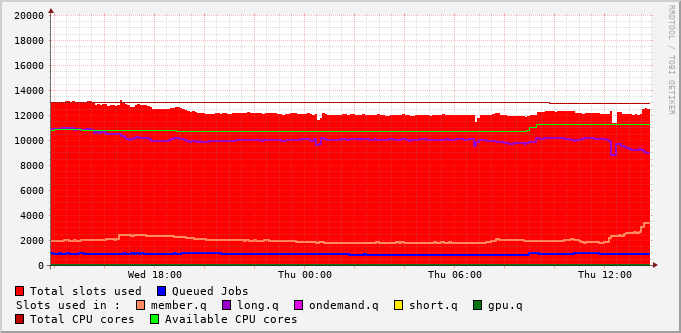 20000
18000
16000
14000
12000
10000
8000
6000
4000
2000
0
Wed 18:00 Thu 00:00 Thu 06:00 Thu 12:00
RRDTOOL / TOBI OETIKER
Total slots used Queued Jobs
Slots used in : member.q long.q ondemand.q short.q gpu.q
Total CPU cores Available CPU cores